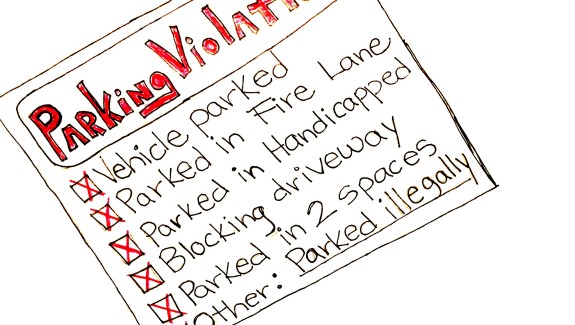 Parking Violati
Vehicle parked
Parked in Fire Lane
Parked in Handicapped
Blocking driveway
Parked in 2 spaces
Other: Parked illegally